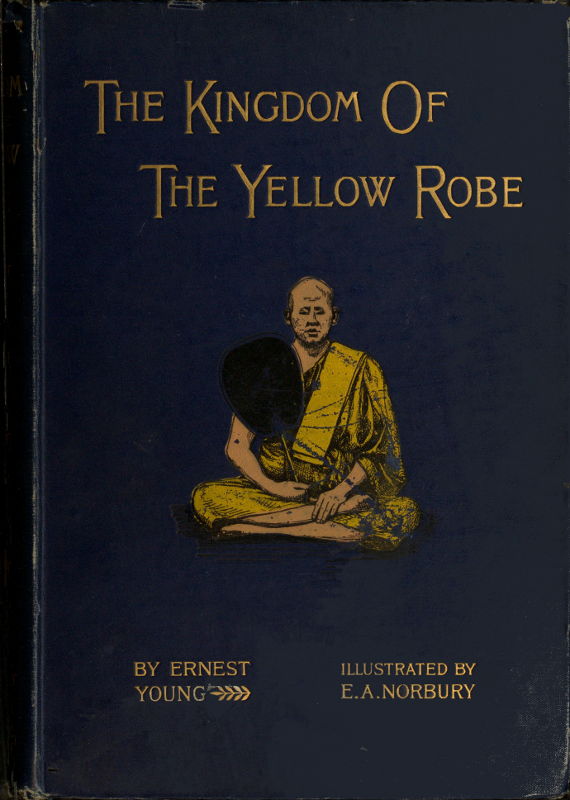 THE KINGDOM OF
THE YELLOW ROBE
BY ERNEST
YOUNG
ILLUSTRATED BY
E.A.NORBURY